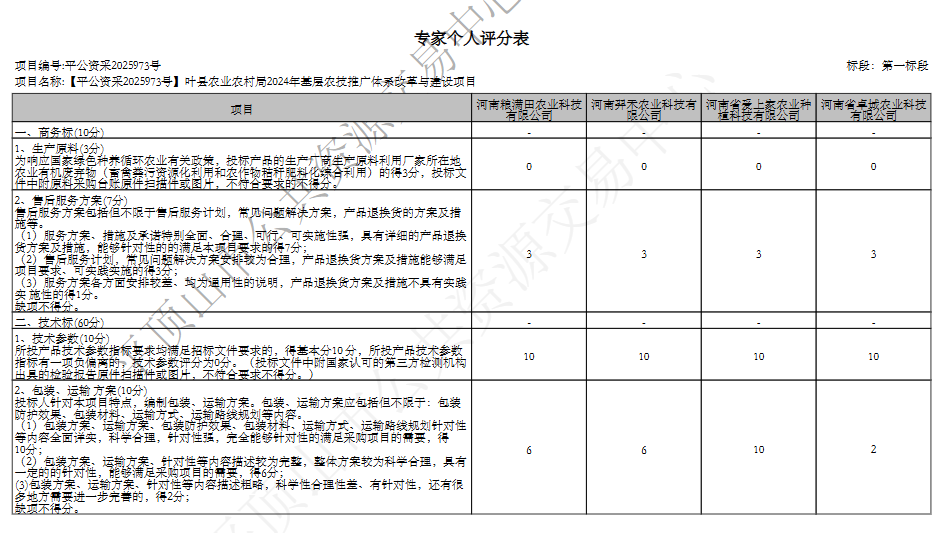 专家个人评分表
项目编号:平公资采2025973号
标段：第一标段
项目名称:【平公资采2025973号】叶县农业农村局2024年基层农技推广体系改革与建设项目
项目
河南粮满田农业科技有限公司
河南羿禾农业科技有限公司
河南省爱上家农业种植科技有限公司
河南省卓城农业科技有限公司
一、商务标(10分)
-
-
-
-
1、生产原料(3分)
为响应国家绿色种养循环农业有关政策，投标产品的生产厂商生产原料利用厂家所在地
农业有机废弃物（畜禽粪污资源化利用和农作物秸秆肥料化综合利用）的得3分，投标文
件中附原料采购台账原件扫描件或图片，不符合要求的不得分。
0
0
0
0
2、售后服务方案(7分)
售后服务方案包括但不限于售后服务计划，常见问题解决方案，产品退换货的方案及措
施等。
（1）服务方案、措施及承诺特别全面、合理、可行、可实施性强，具有详细的产品退换
货方案及措施，能够针对性的的满足本项目要求的得7分；
（2）售后服务计划，常见问题解决方案安排较为合理，产品退换货方案及措施能够满足
项目要求、可实践实施的得3分；
（3）服务方案各方面安排较差、均为通用性的说明，产品退换货方案及措施不具有实践
实 施性的得1分。
缺项不得分。
3
3
3
3
二、技术标(60分)
-
-
-
-
1、技术参数(10分)
所投产品技术参数指标要求均满足招标文件要求的，得基本分10 分，所投产品技术参数
指标有一项负偏离的，技术参数评分为0分。（投标文件中附国家认可的第三方检测机构
出具的检验报告原件扫描件或图片，不符合要求不得分。）
10
10
10
10
2、包装、运输 方案(10分)
投标人针对本项目特点，编制包装、运输方案。包装、运输方案应包括但不限于：包装
防护效果、包装材料、运输方式、运输路线规划等内容。
（1）包装方案、运输方案、包装防护效果、包装材料、运输方式、运输路线规划针对性
等内容全面详实，科学合理，针对性强，完全能够针对性的满足采购项目的需要，得
10分；
（2）包装方案、运输方案、针对性等内容描述较为完整，整体方案较为科学合理，具有
一定的的针对性，能够满足采购项目的需要，得6分；
(3)包装方案、运输方案、针对性等内容描述粗略，科学性合理性差、有针对性，还有很
多地方需要进一步完善的，得2分；
缺项不得分。
6
6
10
2
平顶山市公共资源交易中心